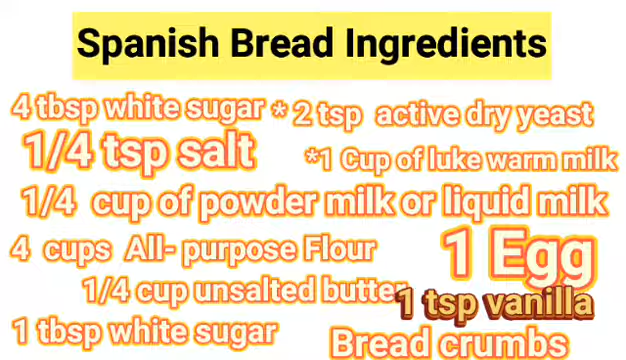 Spanish Bread Ingredients
4 tbsp white sugar * 2 tsp active dry yeast
1/4 tsp salt
*1 Cup of luke warm milk
1/4 cup of powder milk or liquid milk
4 cups All- purpose Flour
1 Egg
1/4 cup unsalted butter
1 tsp vanilla
1 tbsp white sugar
Bread crumbs